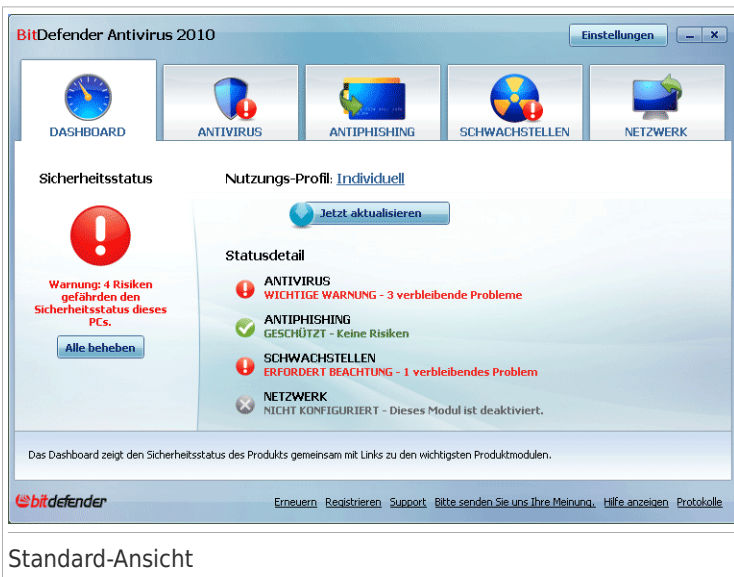 BitDefender Antivirus 2010
Einstellungen
DASHBOARD
ANTIVIRUS
ANTIPHISHING
SCHWACHSTELLEN
NETZWERK
Sicherheitsstatus
Warnung: 4 Risiken
gefährden den
Sicherheitsstatus dieses
PCs.
Alle beheben
Nutzungs-Profil: Individuell
Jetzt aktualisieren
Statusdetail
ANTIVIRUS
WICHTIGE WARNUNG - 3 verbleibende Probleme
ANTIPHISHING
GESCHÜTZT - Keine Risiken
SCHWACHSTELLEN
ERFORDERT BEACHTUNG - 1 verbleibendes Problem
NETZWERK
NICHT KONFIGURIERT - Dieses Modul ist deaktiviert.
Das Dashboard zeigt den Sicherheitsstatus des Produkts gemeinsam mit Links zu den wichtigsten Produktmodulen.
bitdefender
Erneuern Registrieren Support Bitte senden Sie uns Ihre Meinung. Hilfe anzeigen Protokolle
Standard-Ansicht